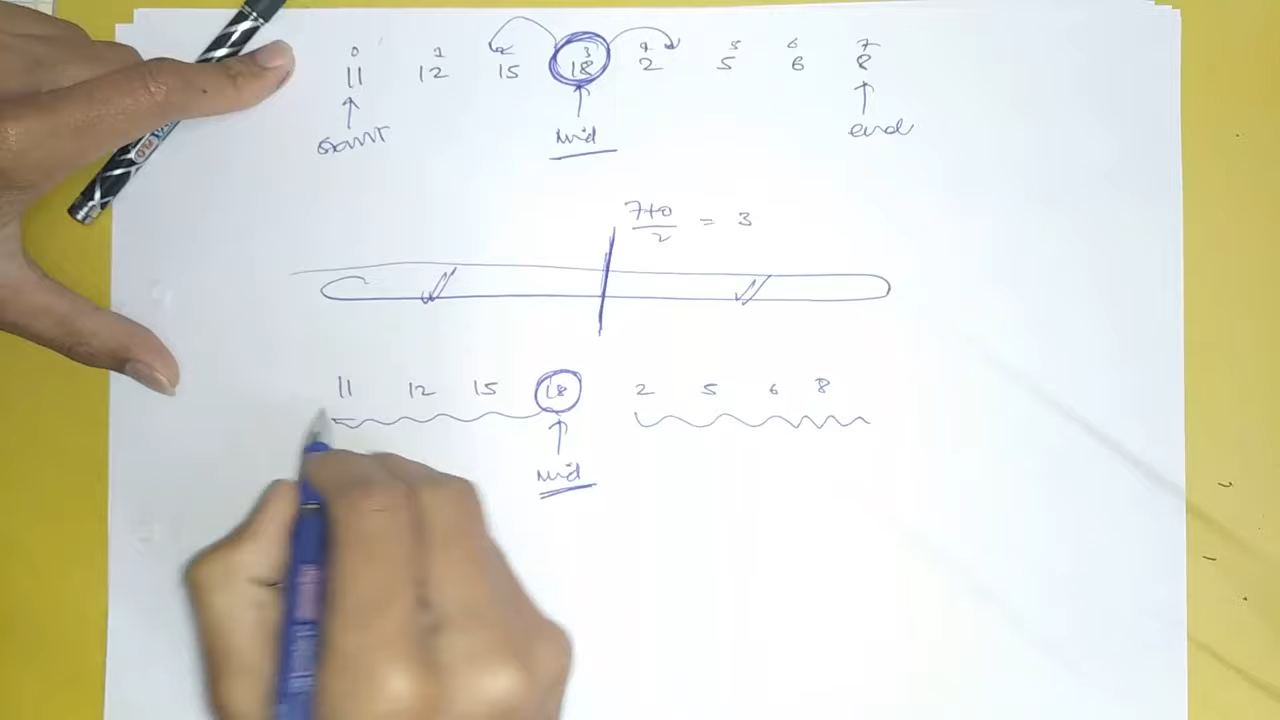 0 1 2 3 4 5 6 7
11 12 15 18 2 5 6 8
start mid end
7+0
2
= 3
11 12 15 18 2 5 6 8
mid